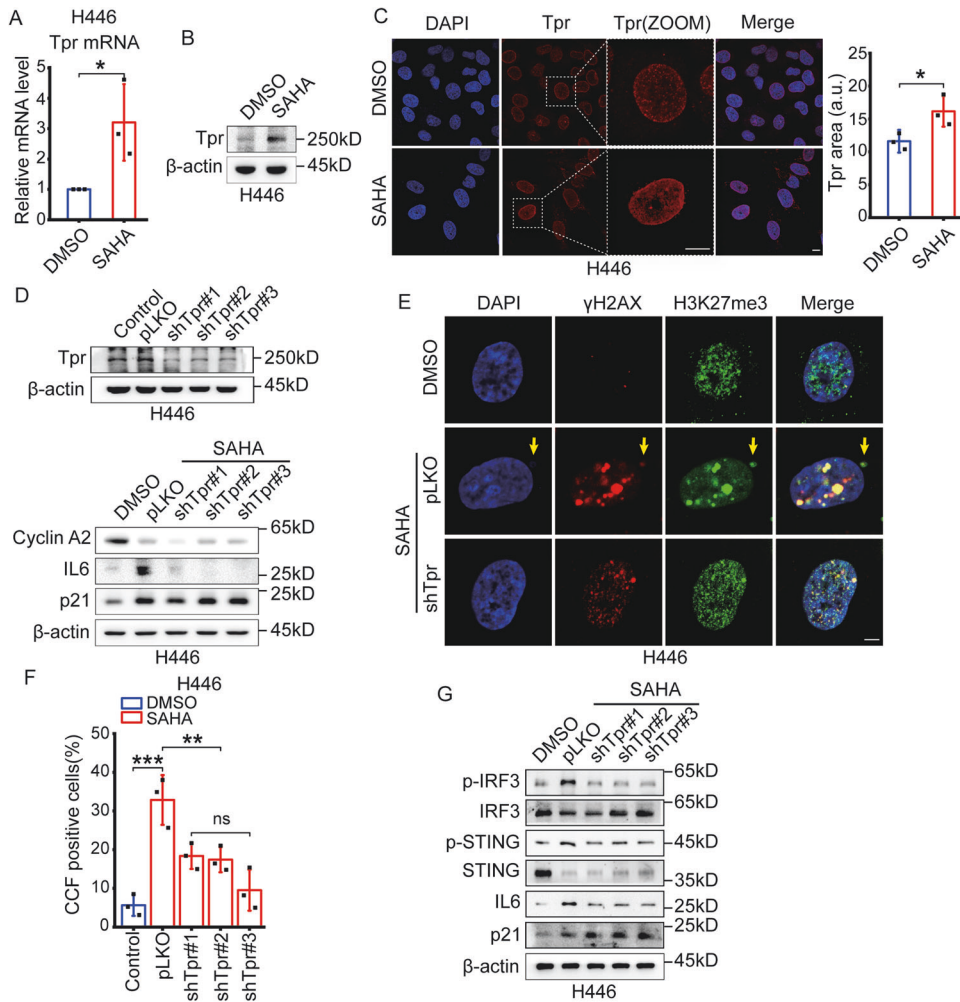 A
H446
Tpr mRNA
Relative mRNA level
5
4
3
2
1
0
*
DMSO
SAHA
B
DMSO
SAHA
Tpr
250kD
β-actin
45kD
H446
C
DAPI
Tpr
Tpr(ZOOM)
Merge
DMSO
SAHA
H446
Tpr area (a.u.)
25
20
15
10
5
0
*
DMSO
SAHA
D
Control
pLKO
shTpr#1
shTpr#2
shTpr#3
Tpr
250kD
β-actin
45kD
H446
SAHA
DMSO
pLKO
shTpr#1
shTpr#2
shTpr#3
Cyclin A2
65kD
IL6
25kD
p21
25kD
β-actin
45kD
H446
E
DAPI
γH2AX
H3K27me3
Merge
DMSO
SAHA
pLKO
shTpr
H446
F
H446
DMSO
SAHA
CCF positive cells(%)
50
40
30
20
10
0
***
**
ns
Control
pLKO
shTpr#1
shTpr#2
shTpr#3
G
SAHA
DMSO
pLKO
shTpr#1
shTpr#2
shTpr#3
p-IRF3
65kD
IRF3
65kD
p-STING
45kD
STING
35kD
IL6
25kD
p21
25kD
β-actin
45kD
H446